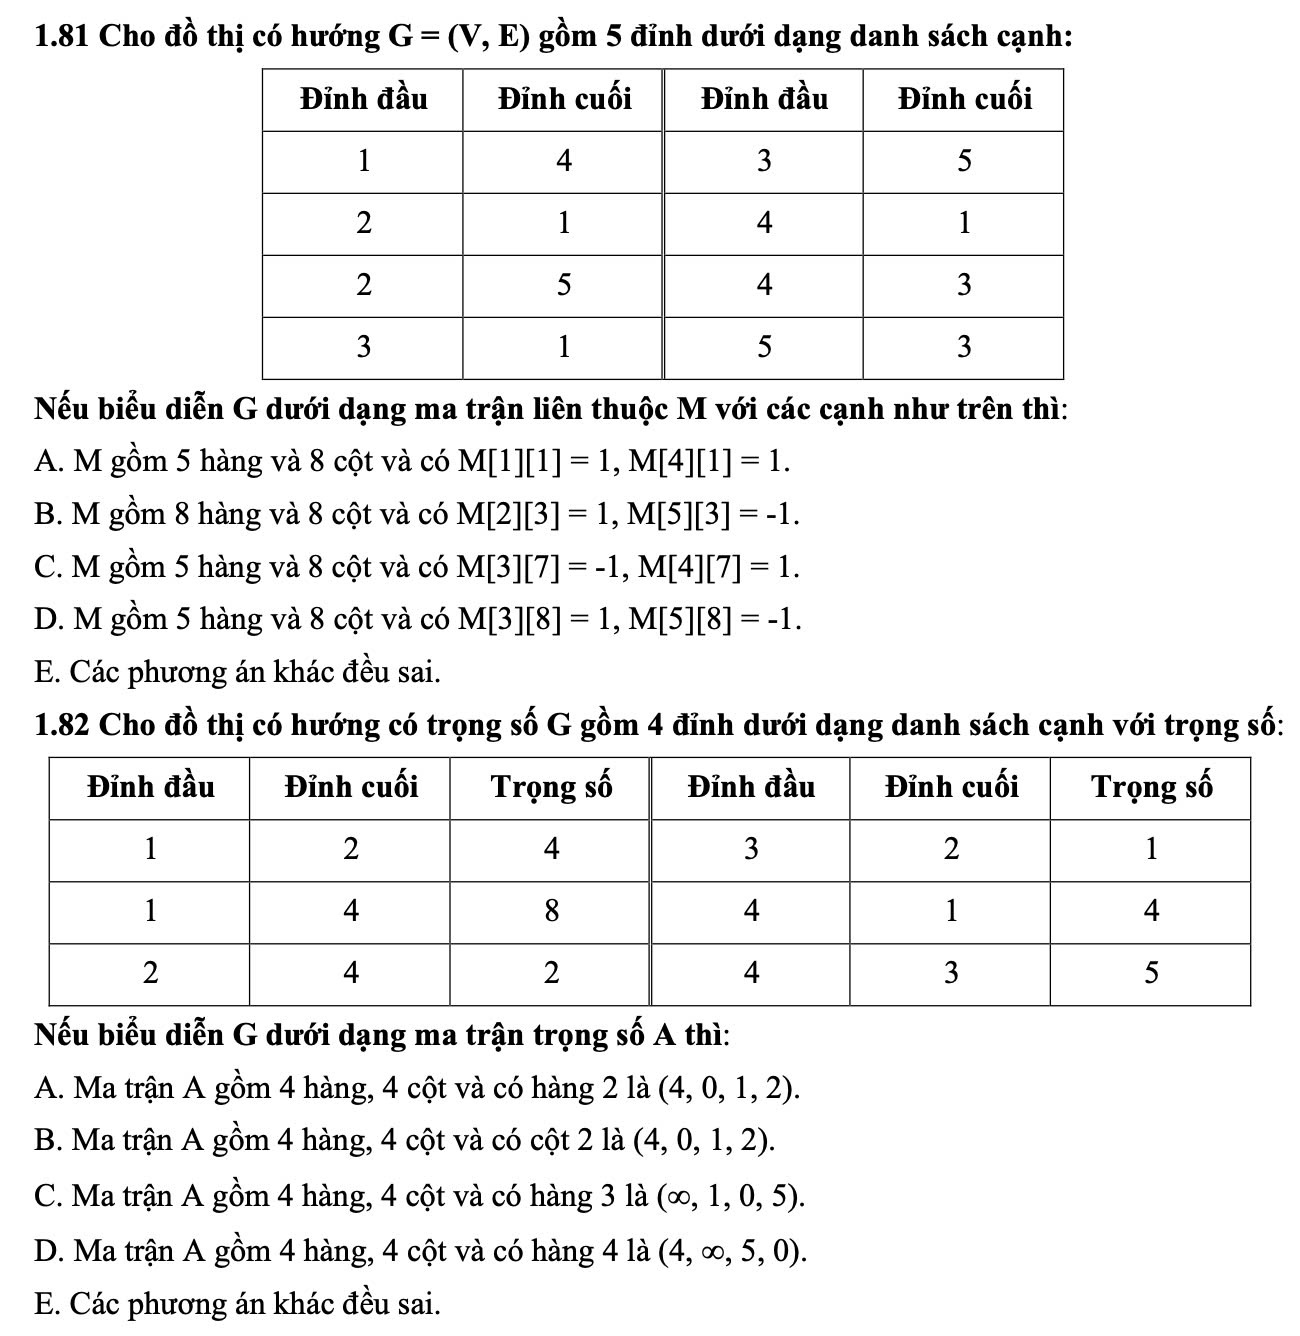 1.81 Cho đồ thị có hướng G = (V, E) gồm 5 đỉnh dưới dạng danh sách cạnh:
Đỉnh đầu Đỉnh cuối Đỉnh đầu Đỉnh cuối
1 4 3 5
2 1 4 1
2 5 4 3
3 1 5 3
Nếu biểu diễn G dưới dạng ma trận liên thuộc M với các cạnh như trên thì:
A. M gồm 5 hàng và 8 cột và có M[1][1] = 1, M[4][1] = 1.
B. M gồm 8 hàng và 8 cột và có M[2][3] = 1, M[5][3] = -1.
C. M gồm 5 hàng và 8 cột và có M[3][7] = -1, M[4][7] = 1.
D. M gồm 5 hàng và 8 cột và có M[3][8] = 1, M[5][8] = -1.
E. Các phương án khác đều sai.
1.82 Cho đồ thị có hướng có trọng số G gồm 4 đỉnh dưới dạng danh sách cạnh với trọng số:
Đỉnh đầu Đỉnh cuối Trọng số Đỉnh đầu Đỉnh cuối Trọng số
1 2 4 3 2 1
1 4 8 4 1 4
2 4 2 4 3 5
Nếu biểu diễn G dưới dạng ma trận trọng số A thì:
A. Ma trận A gồm 4 hàng, 4 cột và có hàng 2 là (4, 0, 1, 2).
B. Ma trận A gồm 4 hàng, 4 cột và có cột 2 là (4, 0, 1, 2).
C. Ma trận A gồm 4 hàng, 4 cột và có hàng 3 là (∞, 1, 0, 5).
D. Ma trận A gồm 4 hàng, 4 cột và có hàng 4 là (4, ∞, 5, 0).
E. Các phương án khác đều sai.